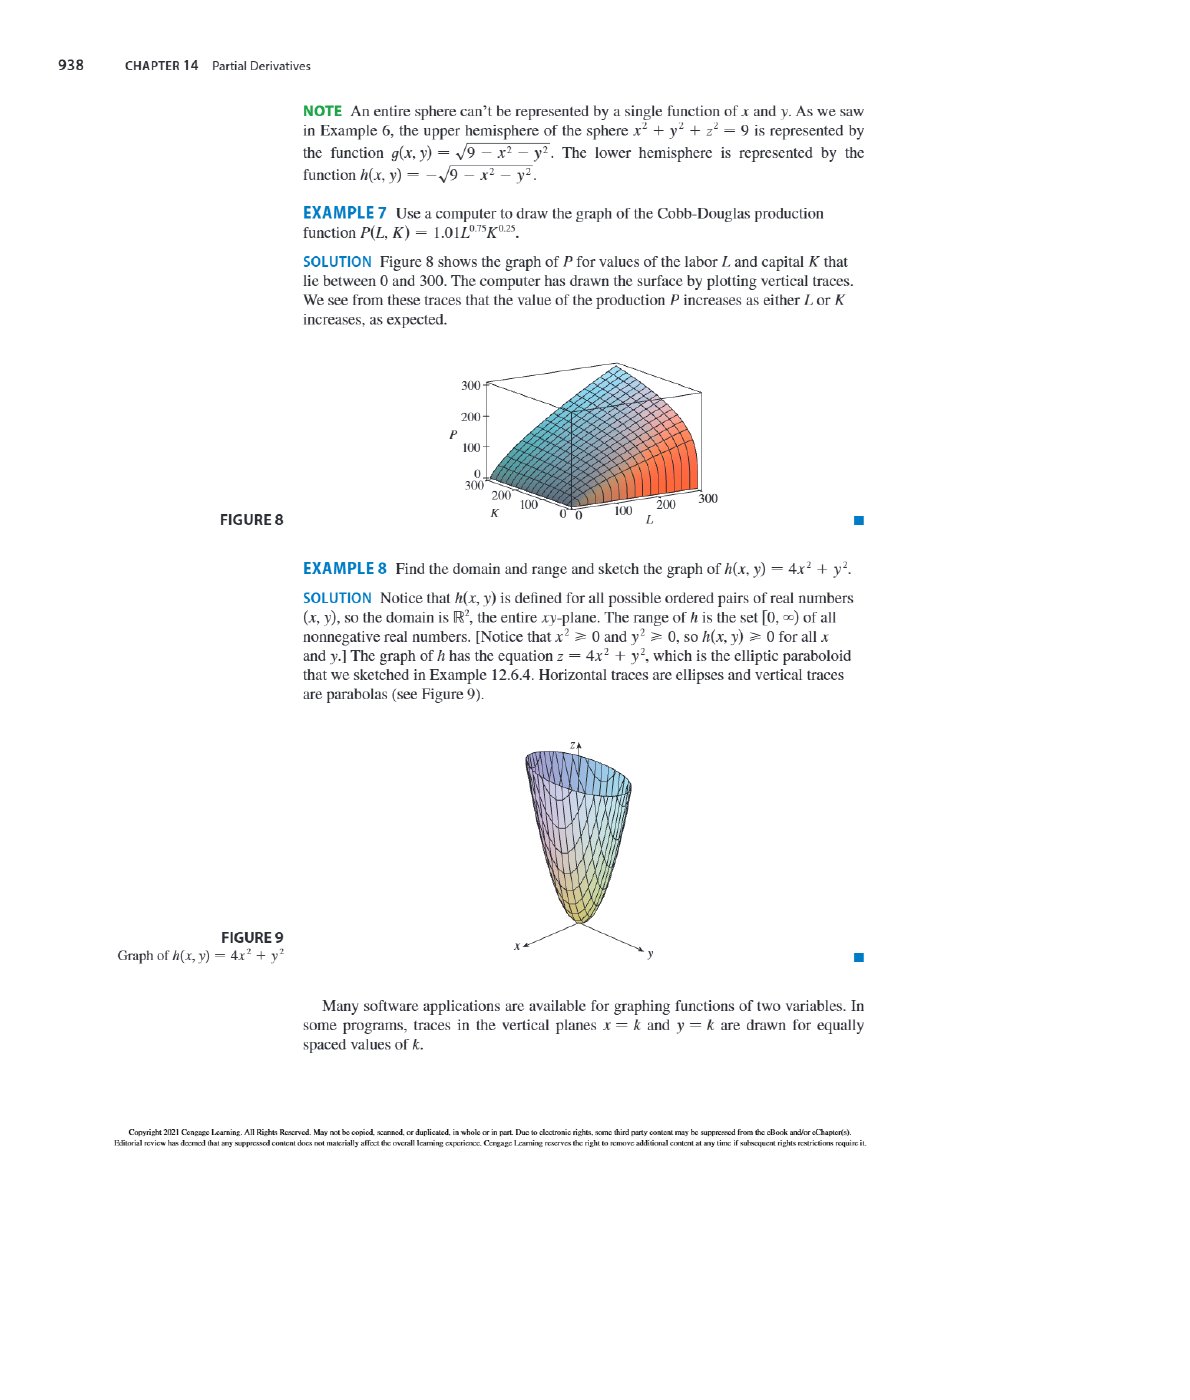 938 CHAPTER 14 Partial Derivatives
NOTE An entire sphere can't be represented by a single function of x and y. As we saw
in Example 6, the upper hemisphere of the sphere x² + y² + z² = 9 is represented by
the function g(x, y) = √(9 − x² − y²). The lower hemisphere is represented by the
function h(x, y) = −√(9 − x² − y²).
EXAMPLE 7 Use a computer to draw the graph of the Cobb-Douglas production
function P(L, K) = 1.01L^0.75K^0.25.
SOLUTION Figure 8 shows the graph of P for values of the labor L and capital K that
lie between 0 and 300. The computer has drawn the surface by plotting vertical traces.
We see from these traces that the value of the production P increases as either L or K
increases, as expected.
300
200
P
100
0
300
200
100
K
0 0
100
200
300
L
FIGURE 8
EXAMPLE 8 Find the domain and range and sketch the graph of h(x, y) = 4x² + y².
SOLUTION Notice that h(x, y) is defined for all possible ordered pairs of real numbers
(x, y), so the domain is ℝ², the entire xy-plane. The range of h is the set [0, ∞) of all
nonnegative real numbers. [Notice that x² ≥ 0 and y² ≥ 0, so h(x, y) ≥ 0 for all x
and y.] The graph of h has the equation z = 4x² + y², which is the elliptic paraboloid
that we sketched in Example 12.6.4. Horizontal traces are ellipses and vertical traces
are parabolas (see Figure 9).
z
x
y
FIGURE 9
Graph of h(x, y) = 4x² + y²
Many software applications are available for graphing functions of two variables. In
some programs, traces in the vertical planes x = k and y = k are drawn for equally
spaced values of k.
Copyright 2021 Cengage Learning. All Rights Reserved. May not be copied, scanned, or duplicated, in whole or in part. Due to electronic rights, some third party content may be suppressed from the eBook and/or eChapter(s).
Editorial review has deemed that any suppressed content does not materially affect the overall learning experience. Cengage Learning reserves the right to remove additional content at any time if subsequent rights restrictions require it.